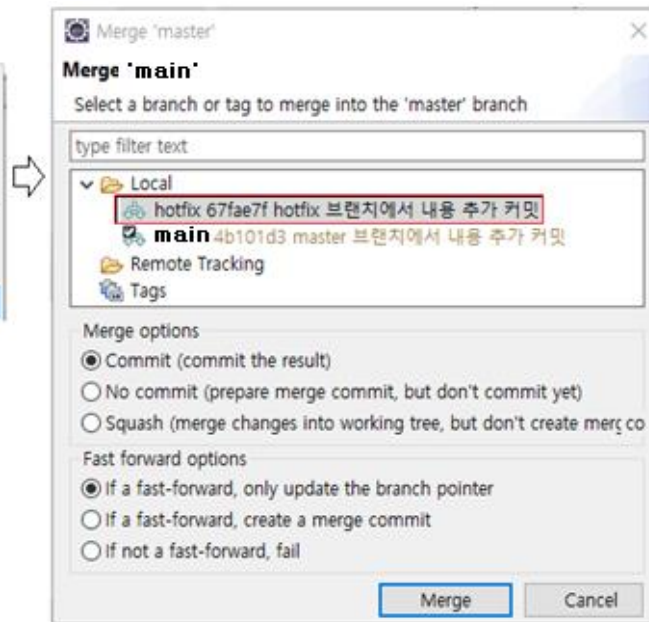 Merge 'master'
Merge 'main'
Select a branch or tag to merge into the 'master' branch
type filter text
Local
hotfix 67fae7f hotfix 브랜치에서 내용 추가 커밋
main 4b101d3 master 브랜치에서 내용 추가 커밋
Remote Tracking
Tags
Merge options
Commit (commit the result)
No commit (prepare merge commit, but don't commit yet)
Squash (merge changes into working tree, but don't create merg co
Fast forward options
If a fast-forward, only update the branch pointer
If a fast-forward, create a merge commit
If not a fast-forward, fail
Merge Cancel